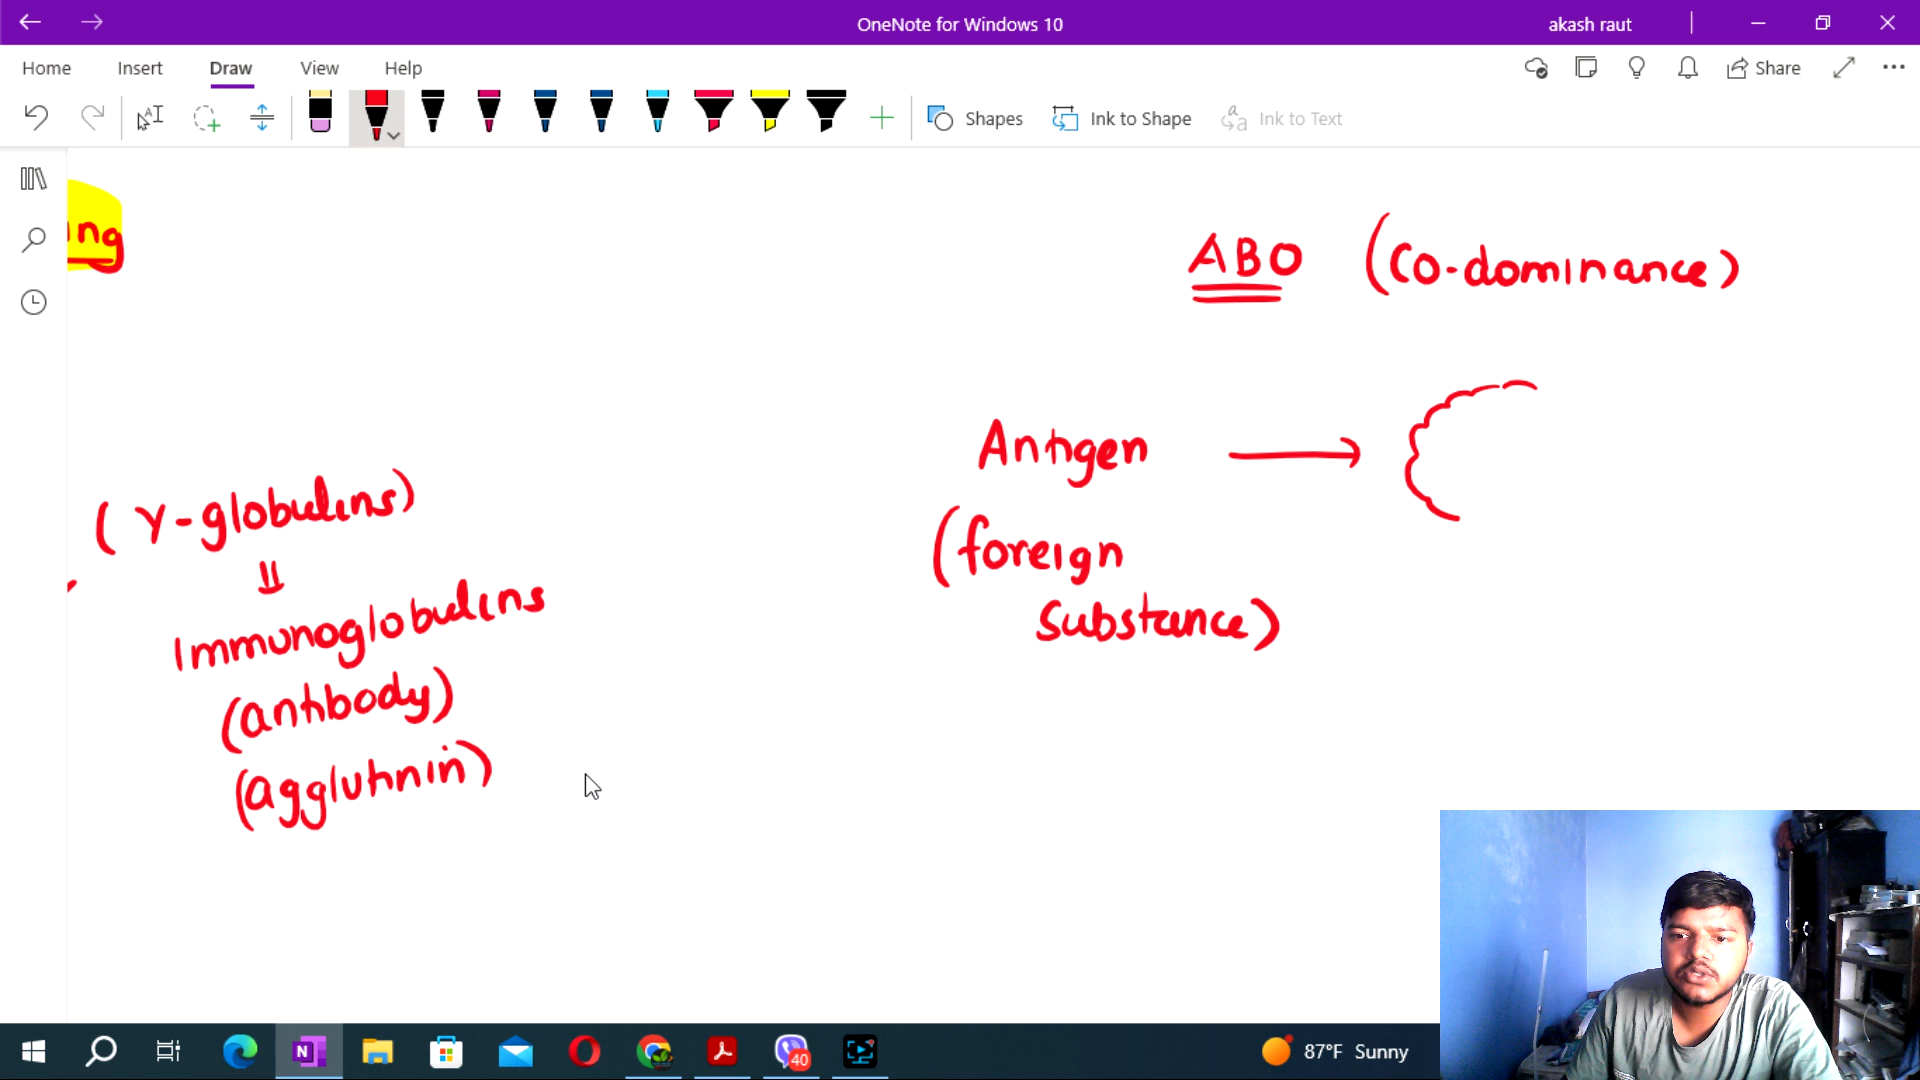 OneNote for Windows 10
akash raut
Home Insert Draw View Help
Share
Shapes
Ink to Shape
Ink to Text
ing
ABO (Co-dominance)
Antigen
(foreign
Substance)
(γ-globulins)
Immunoglobulins
(antibody)
(agglutinin)
40
87°F Sunny